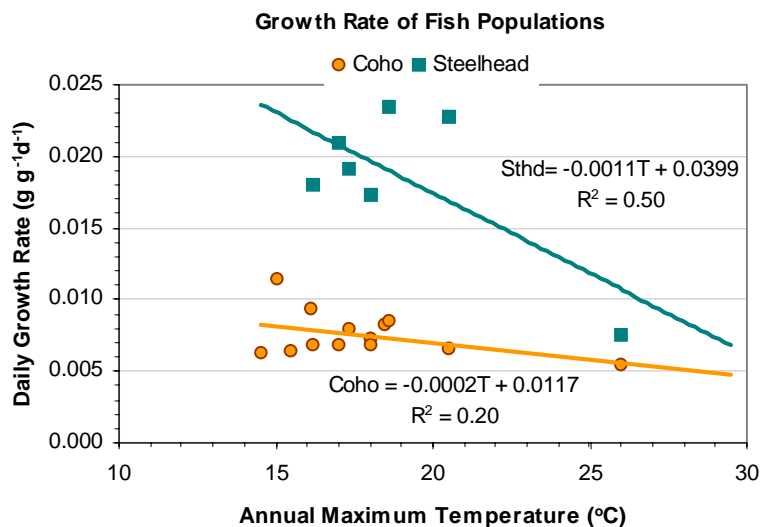 Growth Rate of Fish Populations
Coho Steelhead
Daily Growth Rate (g g⁻¹d⁻¹)
0.025
0.020
0.015
0.010
0.005
0.000
Sthd= -0.0011T + 0.0399
R² = 0.50
Coho = -0.0002T + 0.0117
R² = 0.20
10 15 20 25 30
Annual Maximum Temperature (ºC)